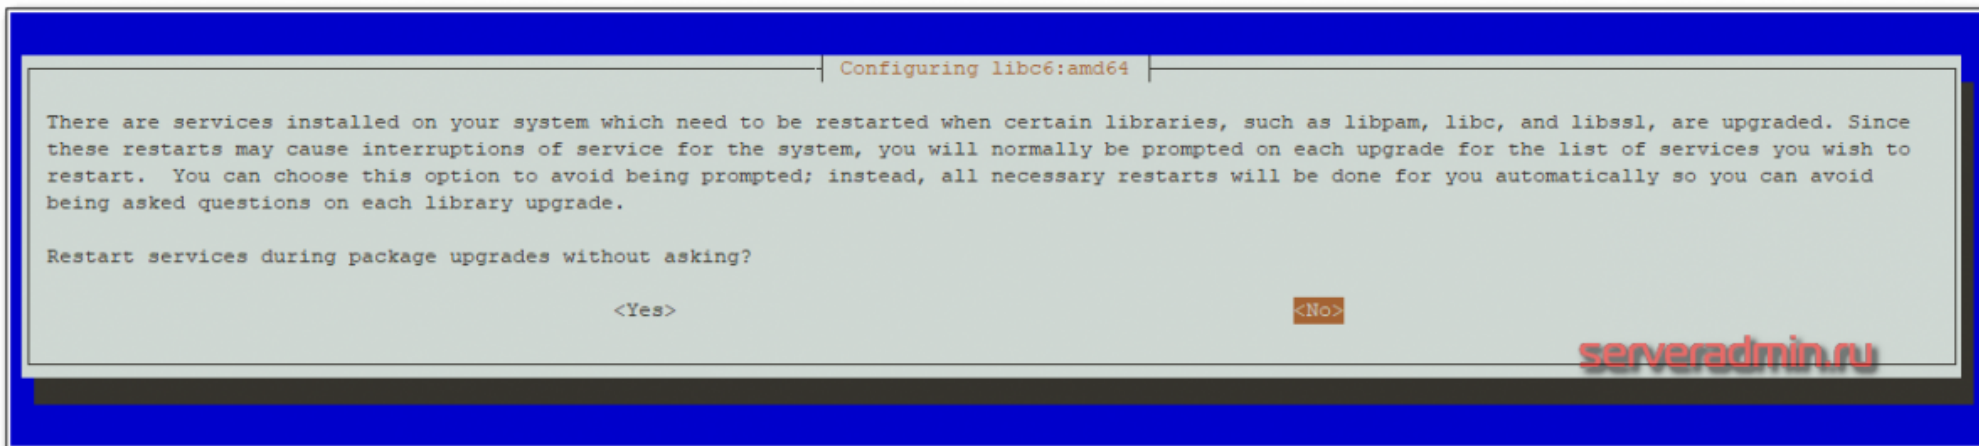 Configuring libc6:amd64
There are services installed on your system which need to be restarted when certain libraries, such as libpam, libc, and libssl, are upgraded. Since
these restarts may cause interruptions of service for the system, you will normally be prompted on each upgrade for the list of services you wish to
restart.  You can choose this option to avoid being prompted; instead, all necessary restarts will be done for you automatically so you can avoid
being asked questions on each library upgrade.
Restart services during package upgrades without asking?
<Yes> <No>
serveradmin.ru